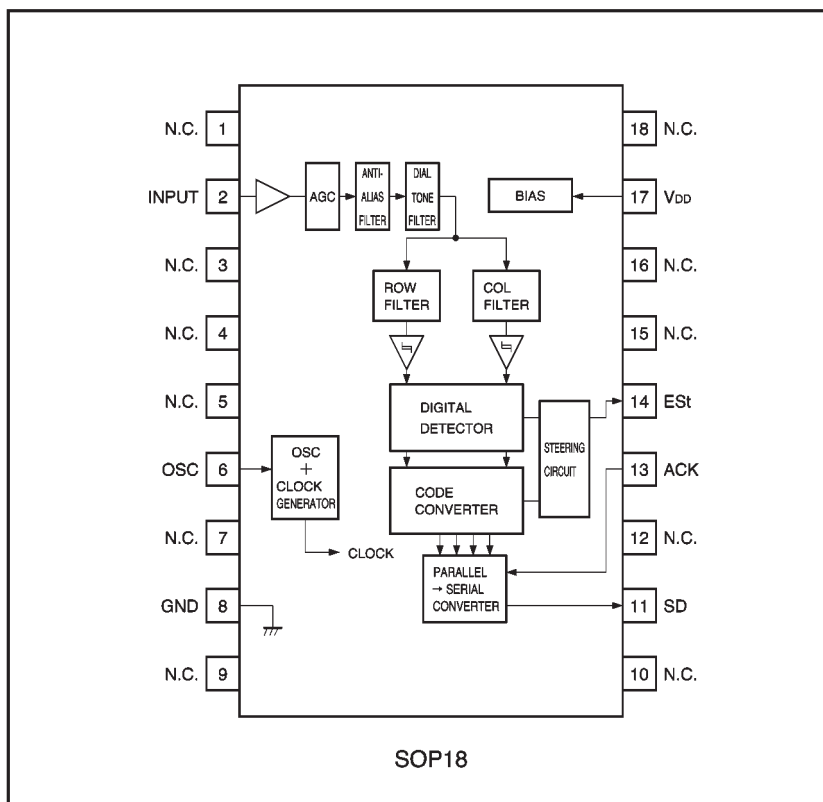 N.C. 1
18 N.C.
INPUT 2
AGC
ANTI-
ALIAS
FILTER
DIAL
TONE
FILTER
BIAS
17 VDD
N.C. 3
ROW
FILTER
COL
FILTER
16 N.C.
N.C. 4
15 N.C.
N.C. 5
DIGITAL
DETECTOR
STEERING
CIRCUIT
14 ESt
OSC 6
OSC
+
CLOCK
GENERATOR
CLOCK
CODE
CONVERTER
13 ACK
N.C. 7
12 N.C.
GND 8
PARALLEL
→ SERIAL
CONVERTER
11 SD
N.C. 9
10 N.C.
SOP18